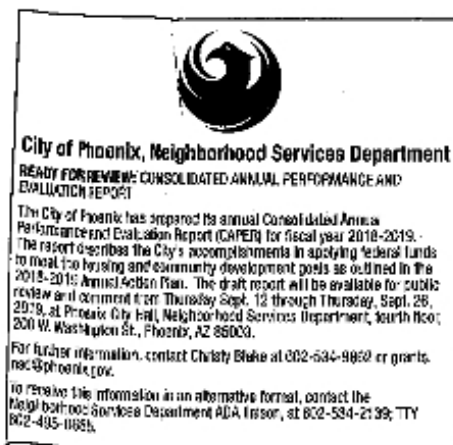 City of Phoenix, Neighborhood Services Department
READY FOR REVIEW: CONSOLIDATED ANNUAL PERFORMANCE AND
EVALUATION REPORT
The City of Phoenix has prepared its annual Consolidated Annual
Performance and Evaluation Report (CAPER) for fiscal year 2018-2019.
The report describes the City's accomplishments in applying federal funds
to meet the housing and community development goals as outlined in the
2018-2019 Annual Action Plan. The draft report will be available for public
review and comment from Thursday Sept. 12 through Thursday, Sept. 26,
2019, at Phoenix City Hall, Neighborhood Services Department, fourth floor,
200 W. Washington St., Phoenix, AZ 85003.
For further information, contact Christy Blake at or grants.
nsd@phoenix.gov.
To receive this information in an alternative format, contact the
Neighborhood Services Department ADA liaison, at 602-534-2139; TTY